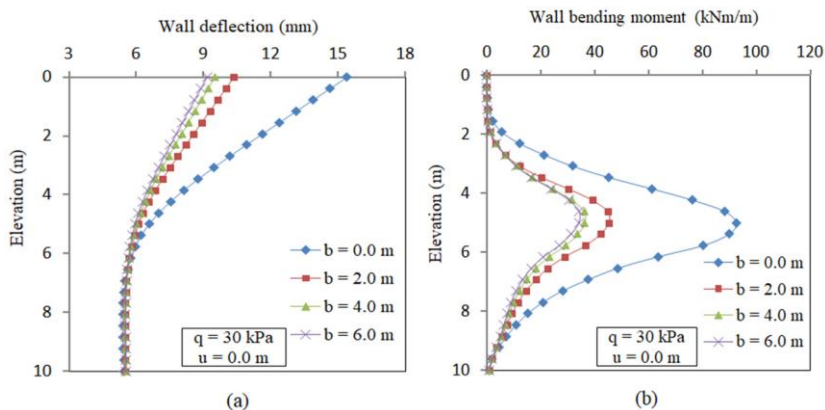 Wall deflection (mm)
3 6 9 12 15 18
0
2
4
6
8
10
Elevation (m)
b = 0.0 m
b = 2.0 m
b = 4.0 m
b = 6.0 m
q = 30 kPa
u = 0.0 m
(a)
Wall bending moment (kNm/m)
0 20 40 60 80 100 120
0
2
4
6
8
10
Elevation (m)
b = 0.0 m
b = 2.0 m
b = 4.0 m
b = 6.0 m
q = 30 kPa
u = 0.0 m
(b)